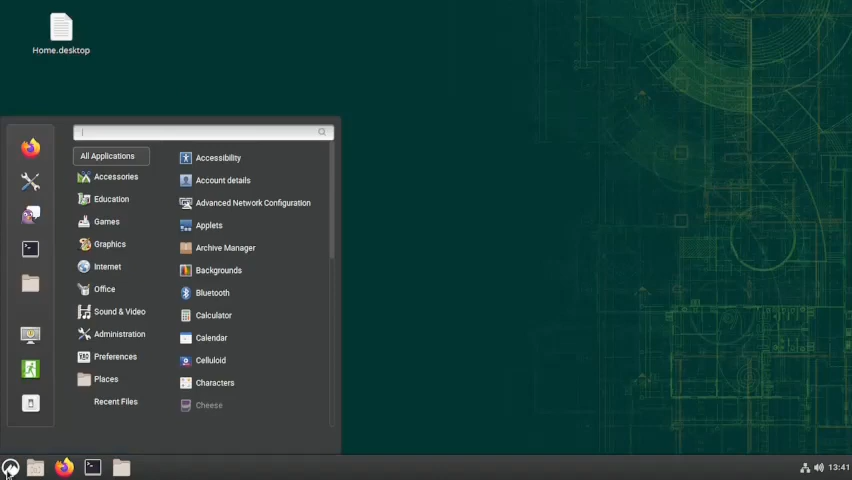 Home.desktop
All Applications
Accessories
Education
Games
Graphics
Internet
Office
Sound & Video
Administration
Preferences
Places
Recent Files
Accessibility
Account details
Advanced Network Configuration
Applets
Archive Manager
Backgrounds
Bluetooth
Calculator
Calendar
Celluloid
Characters
Cheese
13:41